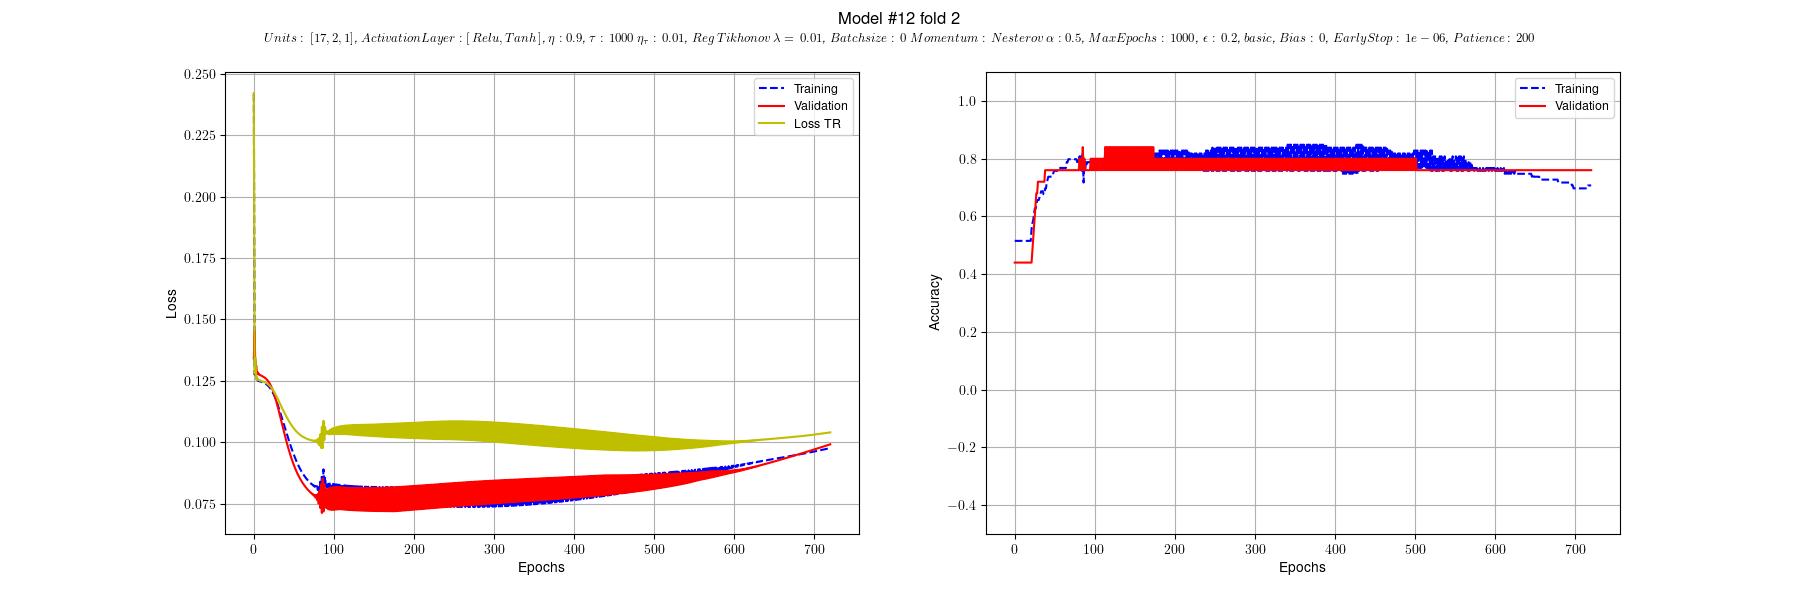 Model #12 fold 2
Units : [17, 2, 1], ActivationLayer : [ Relu, Tanh], η : 0.9, τ : 1000 ητ : 0.01, Reg Tikhonov λ = 0.01, Batchsize : 0 Momentum : Nesterov α : 0.5, MaxEpochs : 1000, ϵ : 0.2, basic, Bias : 0, EarlyStop : 1e − 06, Patience : 200
0.250
0.225
0.200
0.175
0.150
0.125
0.100
0.075
Loss
0 100 200 300 400 500 600 700
Epochs
Training
Validation
Loss TR
1.0
0.8
0.6
0.4
0.2
0.0
−0.2
−0.4
Accuracy
0 100 200 300 400 500 600 700
Epochs
Training
Validation